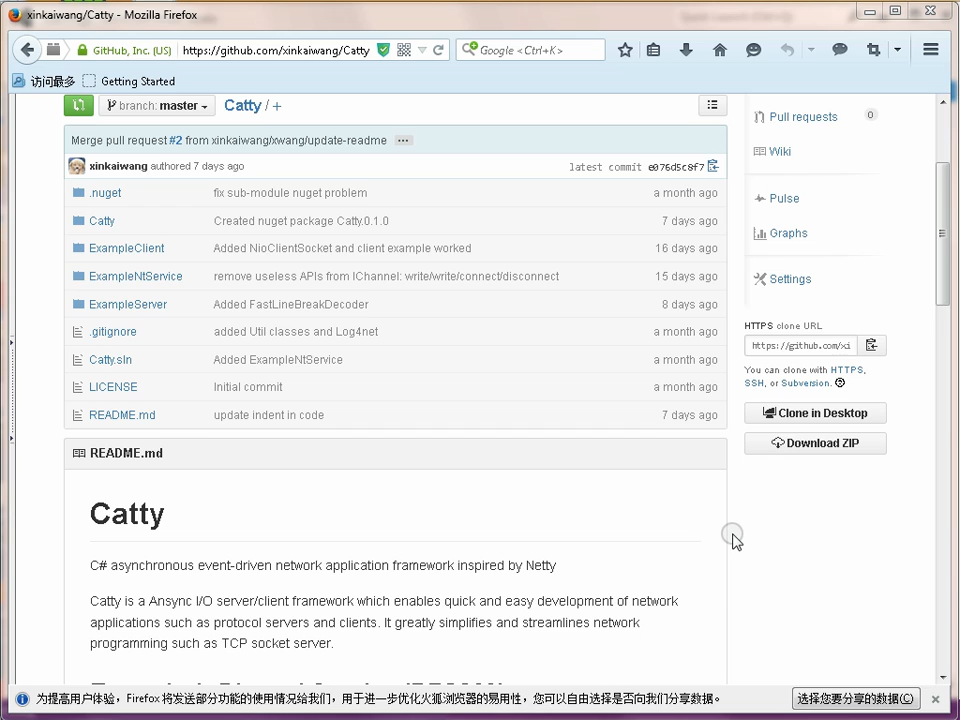 xinkaiwang/Catty - Mozilla Firefox
GitHub, Inc. (US) https://github.com/xinkaiwang/Catty Google <Ctrl+K>
访问最多 Getting Started
branch: master Catty / +
Merge pull request #2 from xinkaiwang/xwang/update-readme ...
xinkaiwang authored 7 days ago latest commit e076d5c8f7
.nuget fix sub-module nuget problem a month ago
Catty Created nuget package Catty.0.1.0 7 days ago
ExampleClient Added NioClientSocket and client example worked 16 days ago
ExampleNtService remove useless APIs from IChannel: write/write/connect/disconnect 15 days ago
ExampleServer Added FastLineBreakDecoder 8 days ago
.gitignore added Util classes and Log4net a month ago
Catty.sln Added ExampleNtService a month ago
LICENSE Initial commit a month ago
README.md update indent in code 7 days ago
Pull requests 0
Wiki
Pulse
Graphs
Settings
HTTPS clone URL
https://github.com/xi
You can clone with HTTPS,
SSH, or Subversion.
Clone in Desktop
Download ZIP
README.md
Catty
C# asynchronous event-driven network application framework inspired by Netty
Catty is a Ansync I/O server/client framework which enables quick and easy development of network
applications such as protocol servers and clients. It greatly simplifies and streamlines network
programming such as TCP socket server.
为提高用户体验，Firefox 将发送部分功能的使用情况给我们，用于进一步优化火狐浏览器的易用性，您可以自由选择是否向我们分享数据。 选择您要分享的数据(C)